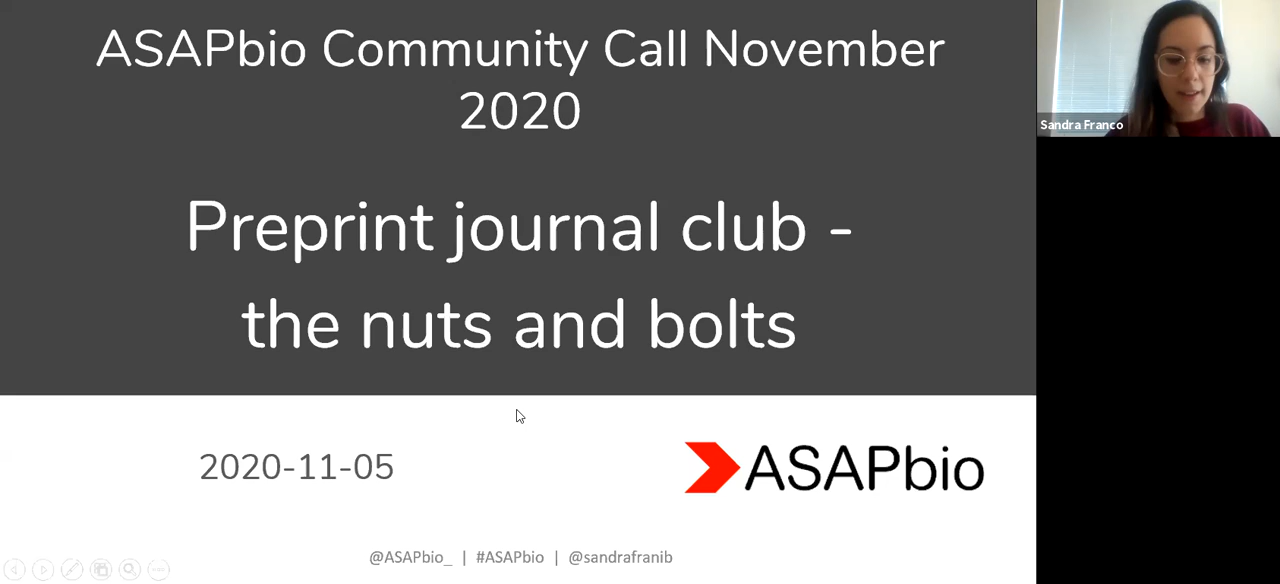 ASAPbio Community Call November
2020
Preprint journal club -
the nuts and bolts
2020-11-05
ASAPbio
@ASAPbio_ | #ASAPbio | @sandrafranib
Sandra Franco